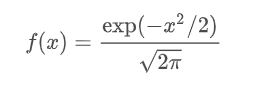 f(x) = exp(−x²/2) / √2π